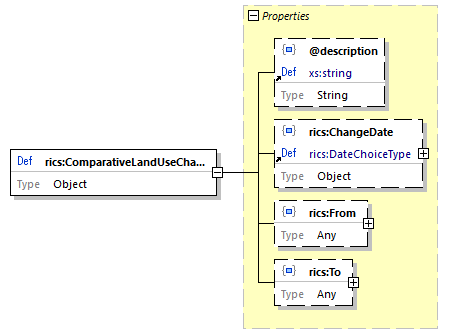 Properties
@description
Def xs:string
Type String
rics:ChangeDate
Def rics:DateChoiceType
Type Object
Def rics:ComparativeLandUseCha...
Type Object
rics:From
Type Any
rics:To
Type Any